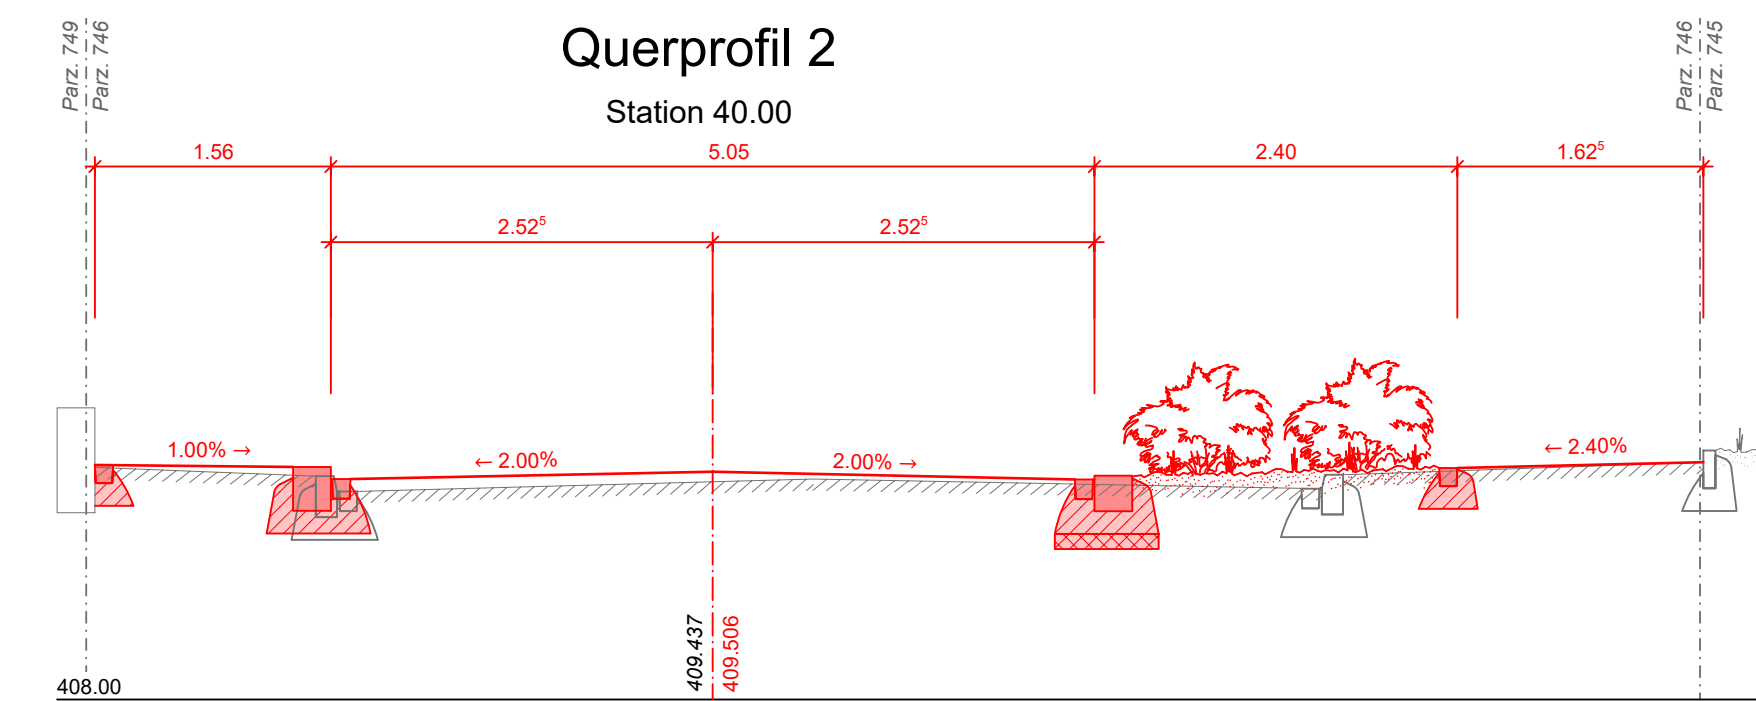 Querprofil 2
Station 40.00
Parz. 749
Parz. 746
Parz. 746
Parz. 745
1.56
5.05
2.40
1.62⁵
2.52⁵
2.52⁵
1.00% →
← 2.00%
2.00% →
← 2.40%
409.437
409.506
408.00